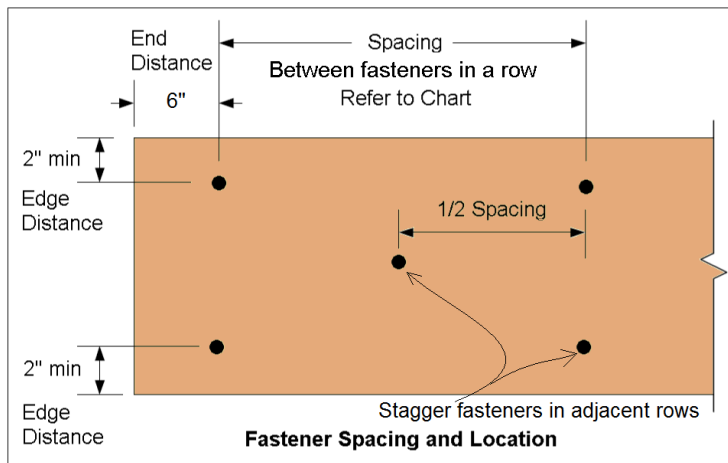 End
Distance
6"
Spacing
Between fasteners in a row
Refer to Chart
2" min
Edge
Distance
1/2 Spacing
2" min
Edge
Distance
Stagger fasteners in adjacent rows
Fastener Spacing and Location